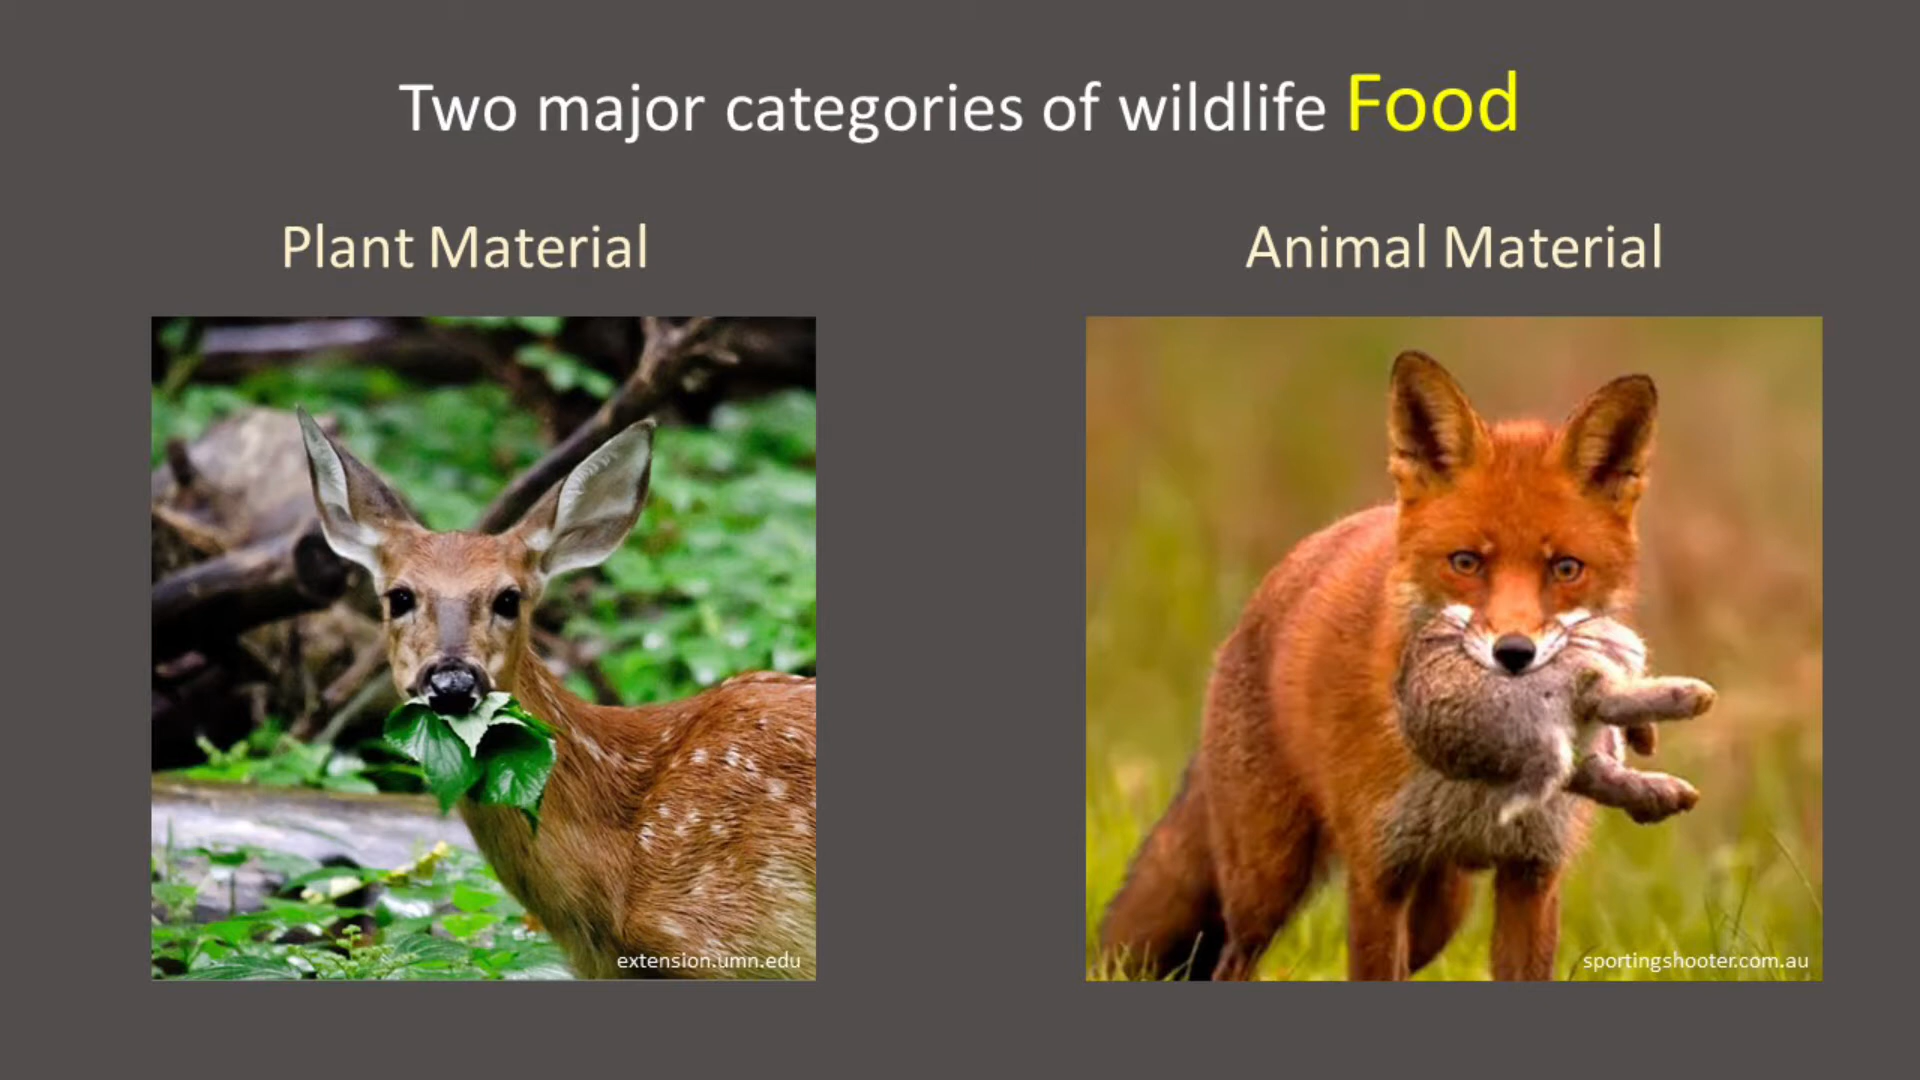 Two major categories of wildlife Food
Plant Material
Animal Material
extension.umn.edu
sportingshooter.com.au